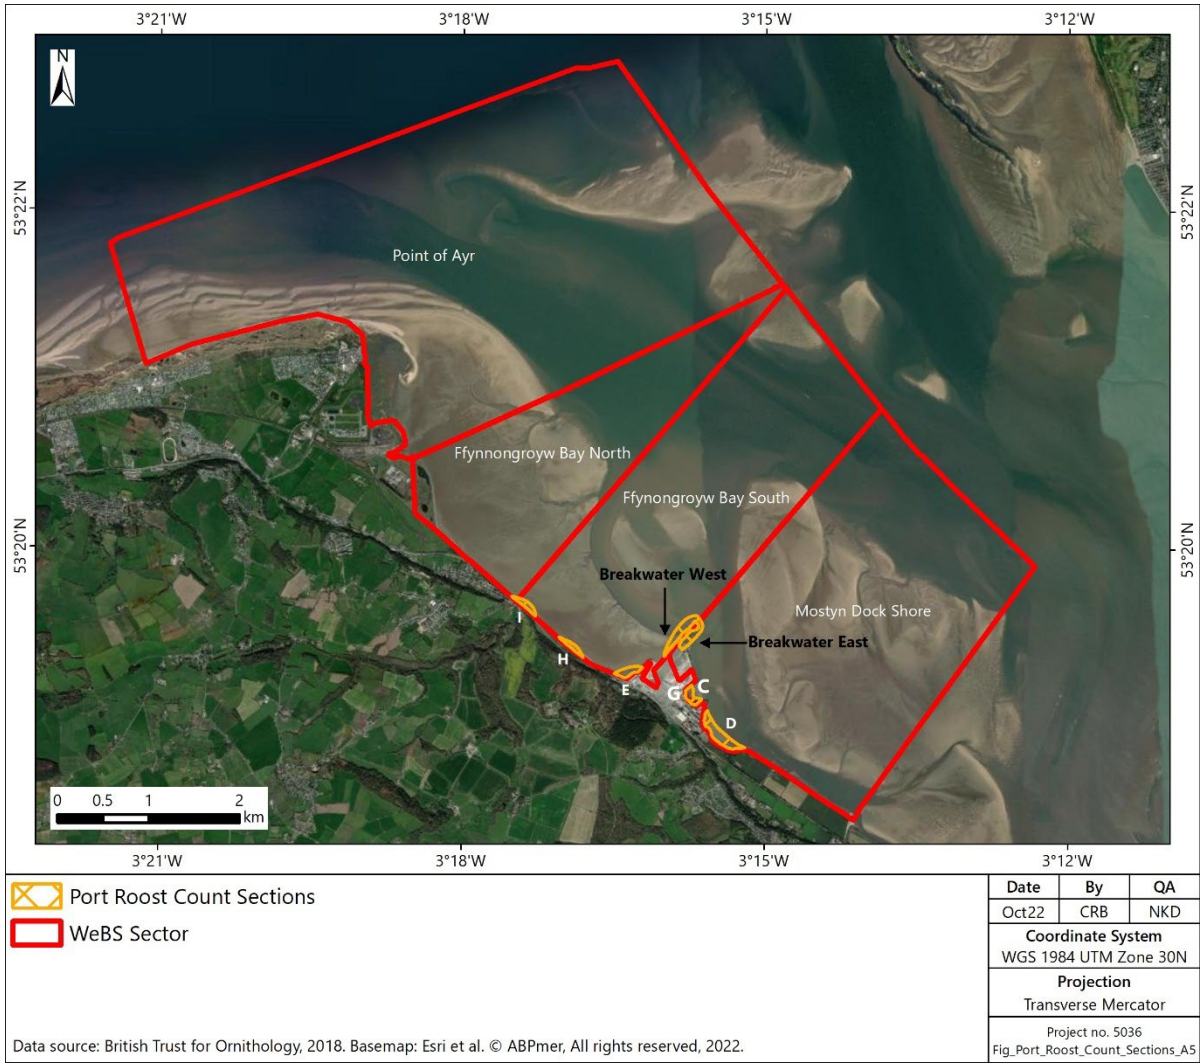 3°21'W 3°18'W 3°15'W 3°12'W
N
53°22'N 53°22'N
Point of Ayr
Ffynnongroyw Bay North
Ffynongroyw Bay South
53°20'N 53°20'N
Breakwater West
Mostyn Dock Shore
I
Breakwater East
H
E G C
D
0 0.5 1 2
km
3°21'W 3°18'W 3°15'W 3°12'W
Port Roost Count Sections
WeBS Sector
Date By QA
Oct22 CRB NKD
Coordinate System
WGS 1984 UTM Zone 30N
Projection
Transverse Mercator
Project no. 5036
Fig_Port_Roost_Count_Sections_A5
Data source: British Trust for Ornithology, 2018. Basemap: Esri et al. © ABPmer, All rights reserved, 2022.